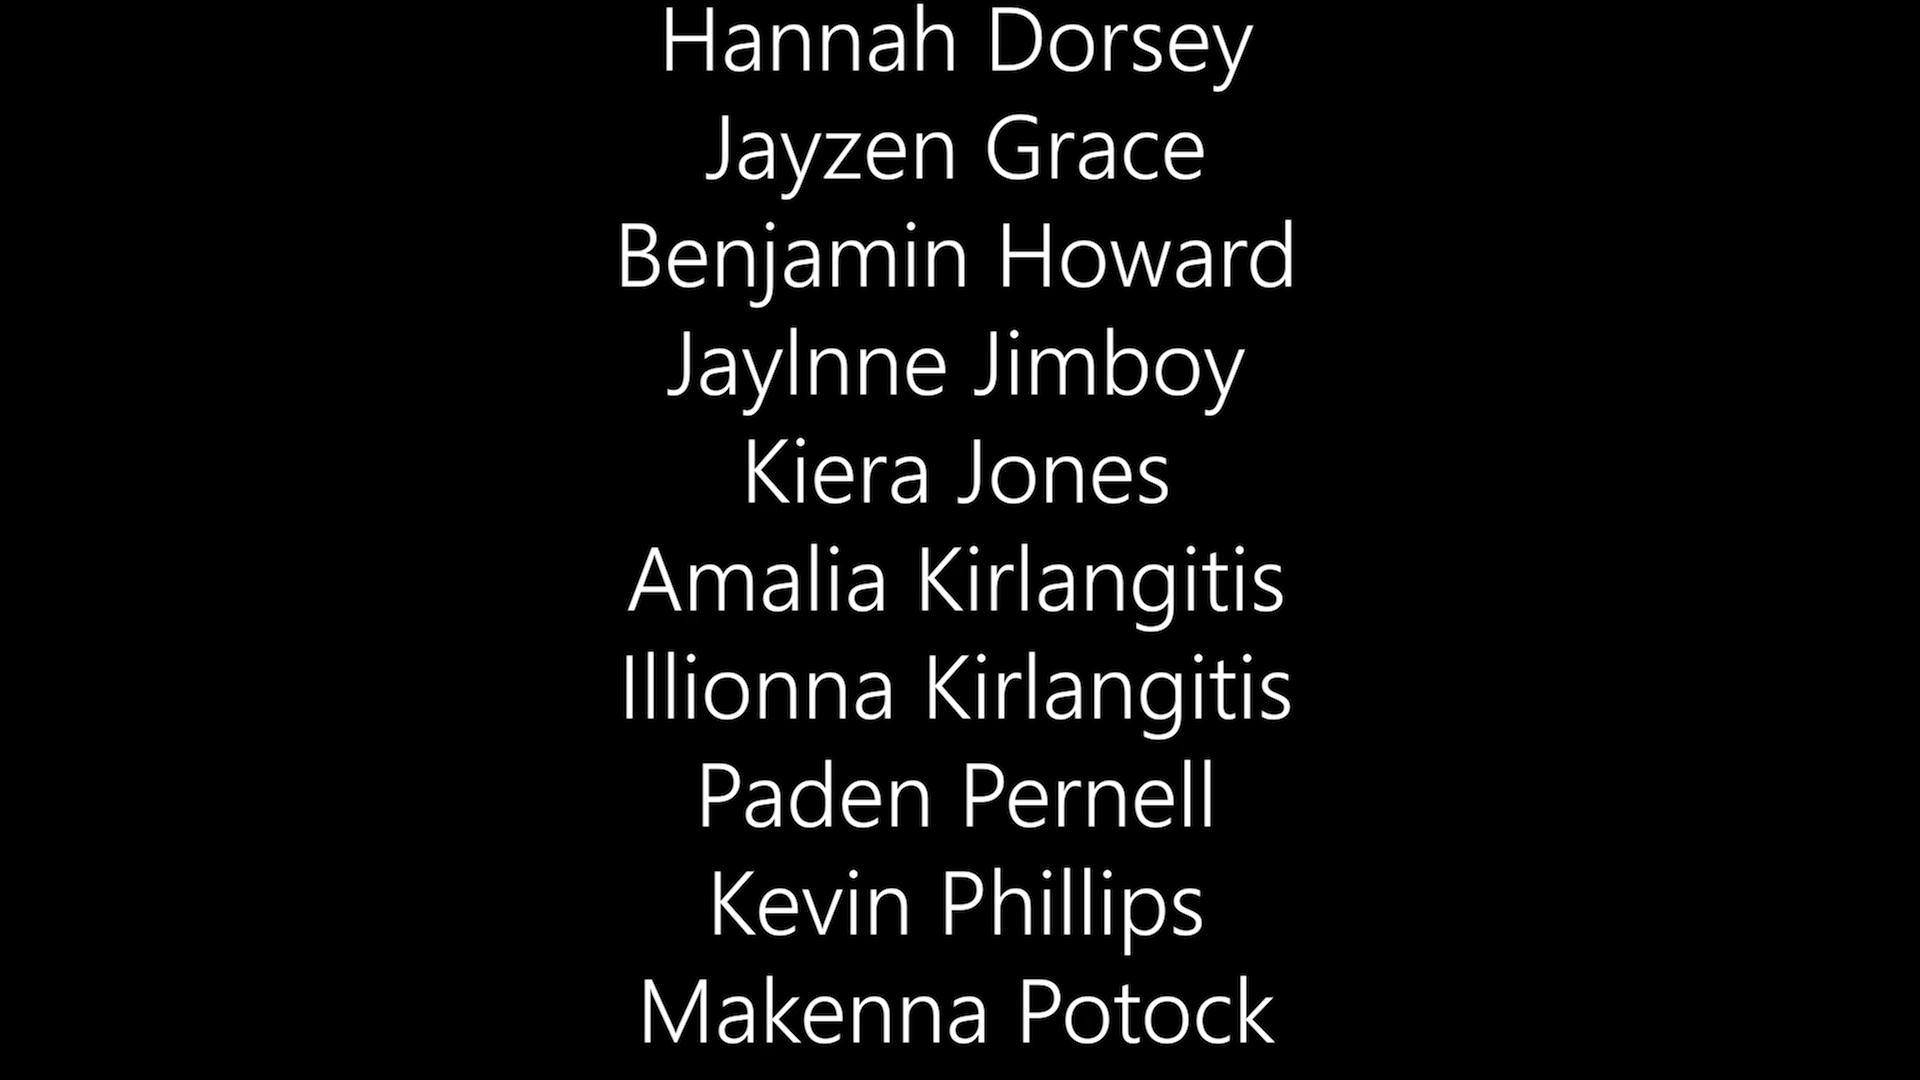 Hannah Dorsey
Jayzen Grace
Benjamin Howard
Jaylnne Jimboy
Kiera Jones
Amalia Kirlangitis
Illionna Kirlangitis
Paden Pernell
Kevin Phillips
Makenna Potock